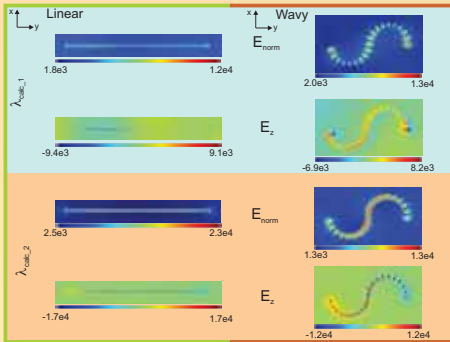 Linear
Wavy
x
y
x
y
E_norm
1.8e3 1.2e4
2.0e3 1.3e4
λ_calc_1
E_z
-9.4e3 9.1e3
-6.9e3 8.2e3
E_norm
2.5e3 2.3e4
1.3e3 1.3e4
λ_calc_2
E_z
-1.7e4 1.7e4
-1.2e4 1.2e4